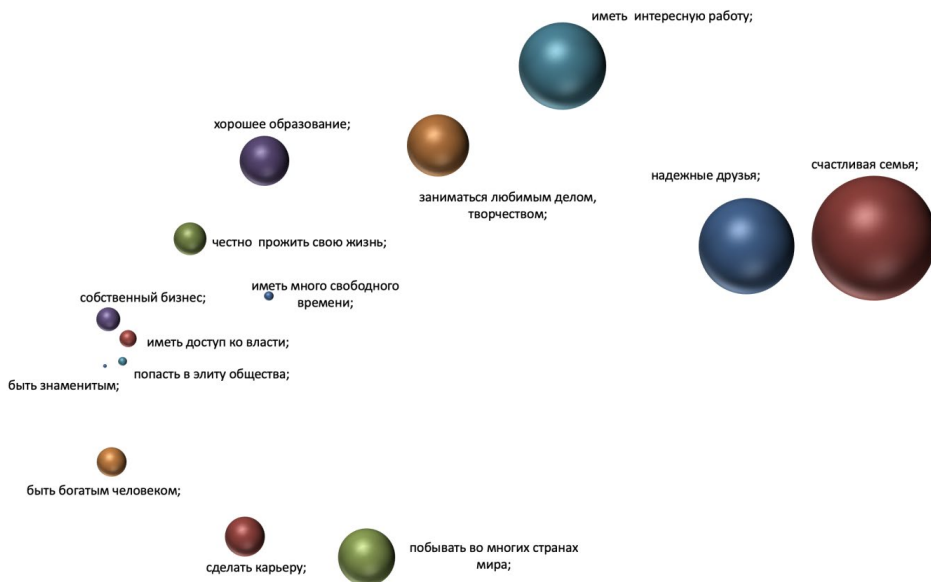 иметь интересную работу;
хорошее образование;
счастливая семья;
надежные друзья;
заниматься любимым делом,
творчеством;
честно прожить свою жизнь;
иметь много свободного
времени;
собственный бизнес;
иметь доступ ко власти;
попасть в элиту общества;
быть знаменитым;
быть богатым человеком;
побывать во многих странах
мира;
сделать карьеру;